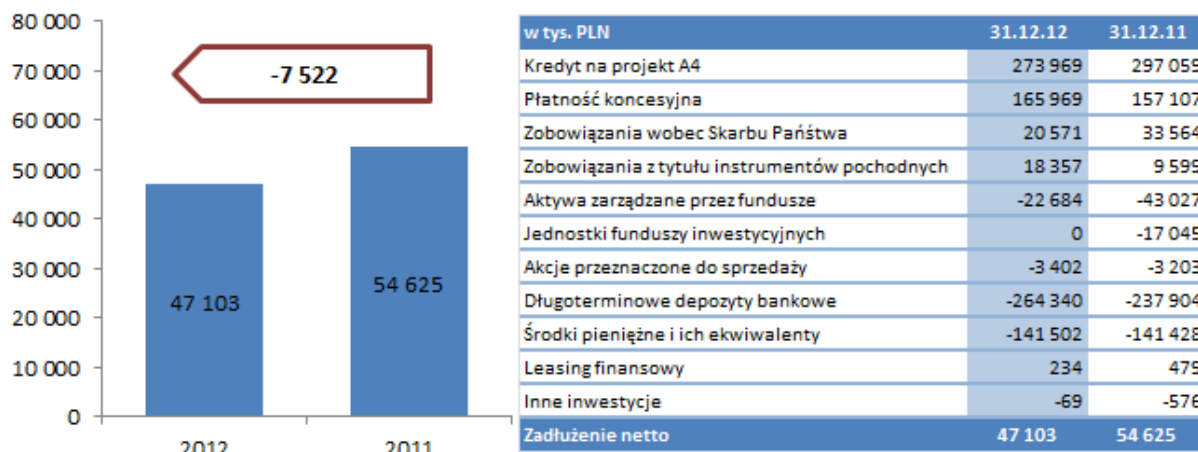 80 000
70 000
60 000
50 000
40 000
30 000
20 000
10 000
0
-7 522
47 103
54 625
2012 2011
w tys. PLN 31.12.12 31.12.11
Kredyt na projekt A4 273 969 297 059
Płatność koncesyjna 165 969 157 107
Zobowiązania wobec Skarbu Pańśtwa 20 571 33 564
Zobowiązania z tytułu instrumentów pochodnych 18 357 9 599
Aktywa zarządzane przez fundusze -22 684 -43 027
Jednostki funduszy inwestycyjnych 0 -17 045
Akcje przeznaczone do sprzedaży -3 402 -3 203
Długoterminowe depozyty bankowe -264 340 -237 904
Środki pieniężne i ich ekwiwalenty -141 502 -141 428
Leasing finansowy 234 479
Inne inwestycje -69 -576
Zadłużenie netto 47 103 54 625